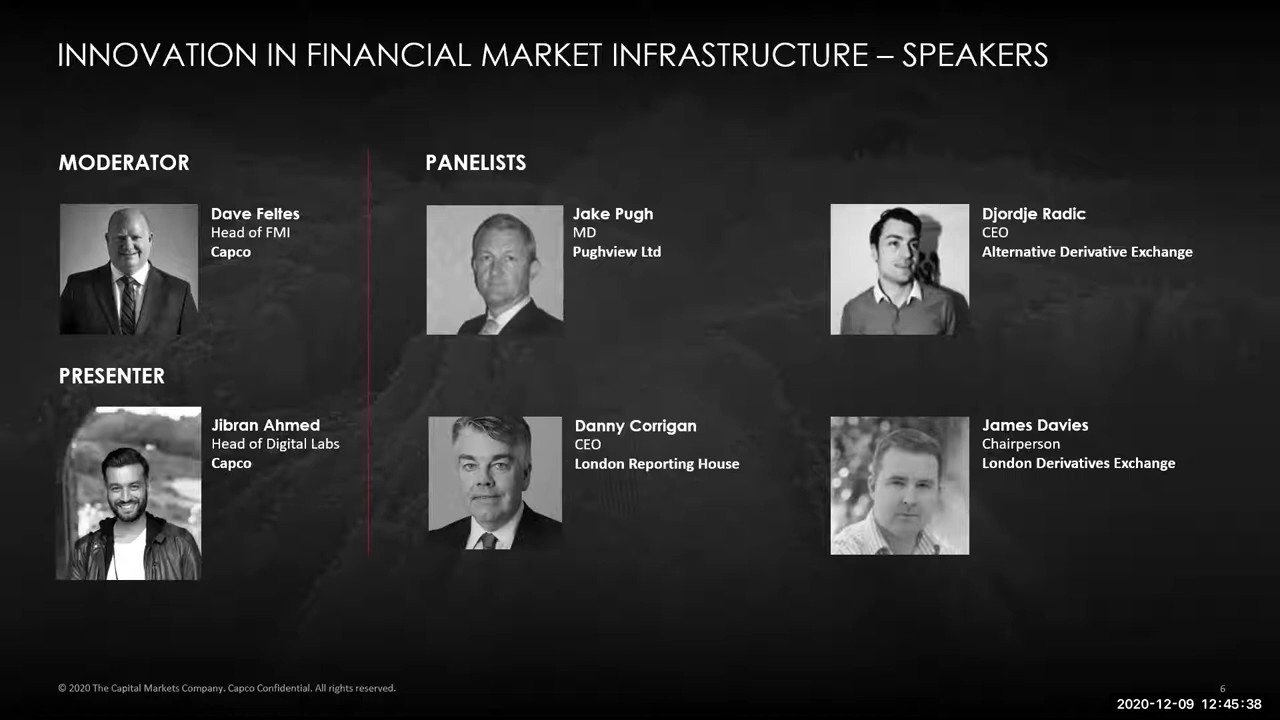 INNOVATION IN FINANCIAL MARKET INFRASTRUCTURE – SPEAKERS
MODERATOR
Dave Feltes
Head of FMI
Capco
PRESENTER
Jibran Ahmed
Head of Digital Labs
Capco
PANELISTS
Jake Pugh
MD
Pughview Ltd
Djordje Radic
CEO
Alternative Derivative Exchange
Danny Corrigan
CEO
London Reporting House
James Davies
Chairperson
London Derivatives Exchange
© 2020 The Capital Markets Company. Capco Confidential. All rights reserved.
6
2020-12-09 12:45:38